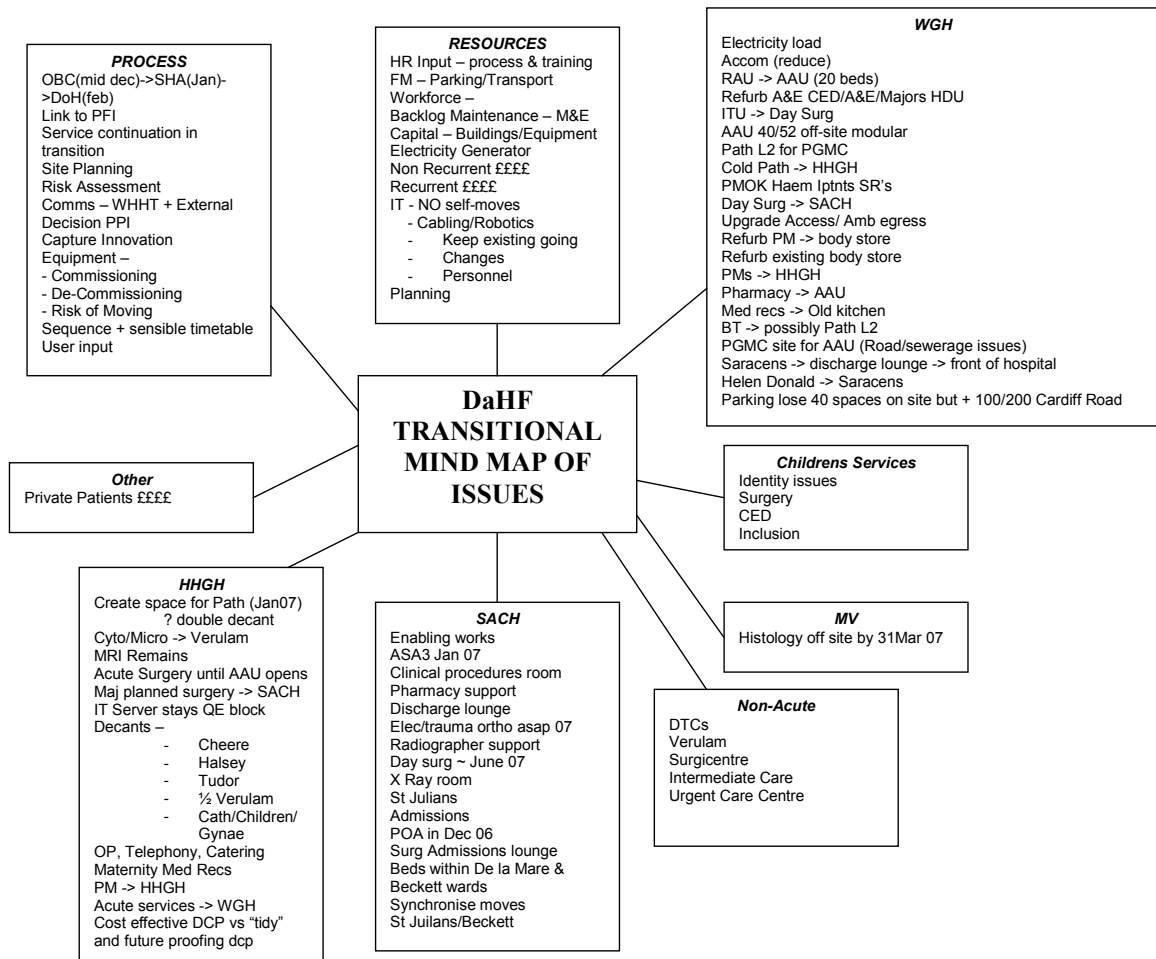 PROCESS
OBC(mid dec)->SHA(Jan)-
->DoH(feb)
Link to PFI
Service continuation in
transition
Site Planning
Risk Assessment
Comms – WHHT + External
Decision PPI
Capture Innovation
Equipment –
- Commissioning
- De-Commissioning
- Risk of Moving
Sequence + sensible timetable
User input
RESOURCES
HR Input – process & training
FM – Parking/Transport
Workforce –
Backlog Maintenance – M&E
Capital – Buildings/Equipment
Electricity Generator
Non Recurrent ££££
Recurrent ££££
IT - NO self-moves
- Cabling/Robotics
- Keep existing going
- Changes
- Personnel
Planning
WGH
Electricity load
Accom (reduce)
RAU -> AAU (20 beds)
Refurb A&E CED/A&E/Majors HDU
ITU -> Day Surg
AAU 40/52 off-site modular
Path L2 for PGMC
Cold Path -> HHGH
PMOK Haem Iptnts SR's
Day Surg -> SACH
Upgrade Access/ Amb egress
Refurb PM -> body store
Refurb existing body store
PMs -> HHGH
Pharmacy -> AAU
Med recs -> Old kitchen
BT -> possibly Path L2
PGMC site for AAU (Road/sewerage issues)
Saracens -> discharge lounge -> front of hospital
Helen Donald -> Saracens
Parking lose 40 spaces on site but + 100/200 Cardiff Road
DaHF
TRANSITIONAL
MIND MAP OF
ISSUES
Other
Private Patients ££££
Childrens Services
Identity issues
Surgery
CED
Inclusion
HHGH
Create space for Path (Jan07)
? double decant
Cyto/Micro -> Verulam
MRI Remains
Acute Surgery until AAU opens
Maj planned surgery -> SACH
IT Server stays QE block
Decants –
- Cheere
- Halsey
- Tudor
- ½ Verulam
- Cath/Children/
Gynae
OP, Telephony, Catering
Maternity Med Recs
PM -> HHGH
Acute services -> WGH
Cost effective DCP vs “tidy”
and future proofing dcp
SACH
Enabling works
ASA3 Jan 07
Clinical procedures room
Pharmacy support
Discharge lounge
Elec/trauma ortho asap 07
Radiographer support
Day surg ~ June 07
X Ray room
St Julians
Admissions
POA in Dec 06
Surg Admissions lounge
Beds within De la Mare &
Beckett wards
Synchronise moves
St Juilans/Beckett
MV
Histology off site by 31Mar 07
Non-Acute
DTCs
Verulam
Surgicentre
Intermediate Care
Urgent Care Centre